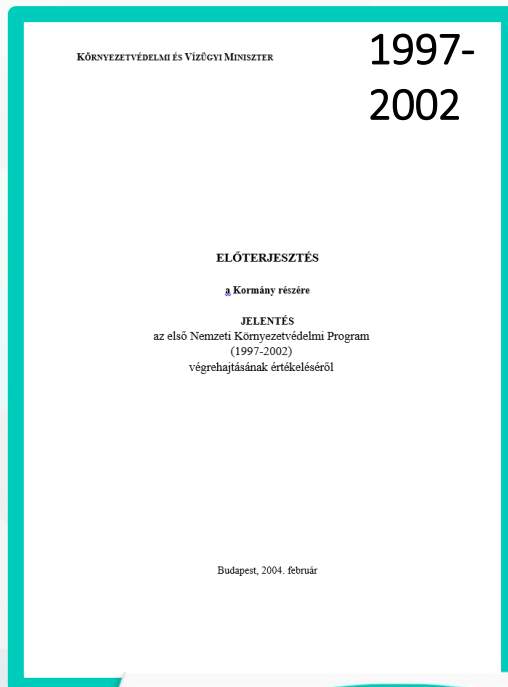 KÖRNYEZETVÉDELMI ÉS VÍZÜGYI MINISZTER
1997-
2002
ELŐTERJESZTÉS
a Kormány részére
JELENTÉS
az első Nemzeti Környezetvédelmi Program
(1997-2002)
végrehajtásának értékeléséről
Budapest, 2004. február